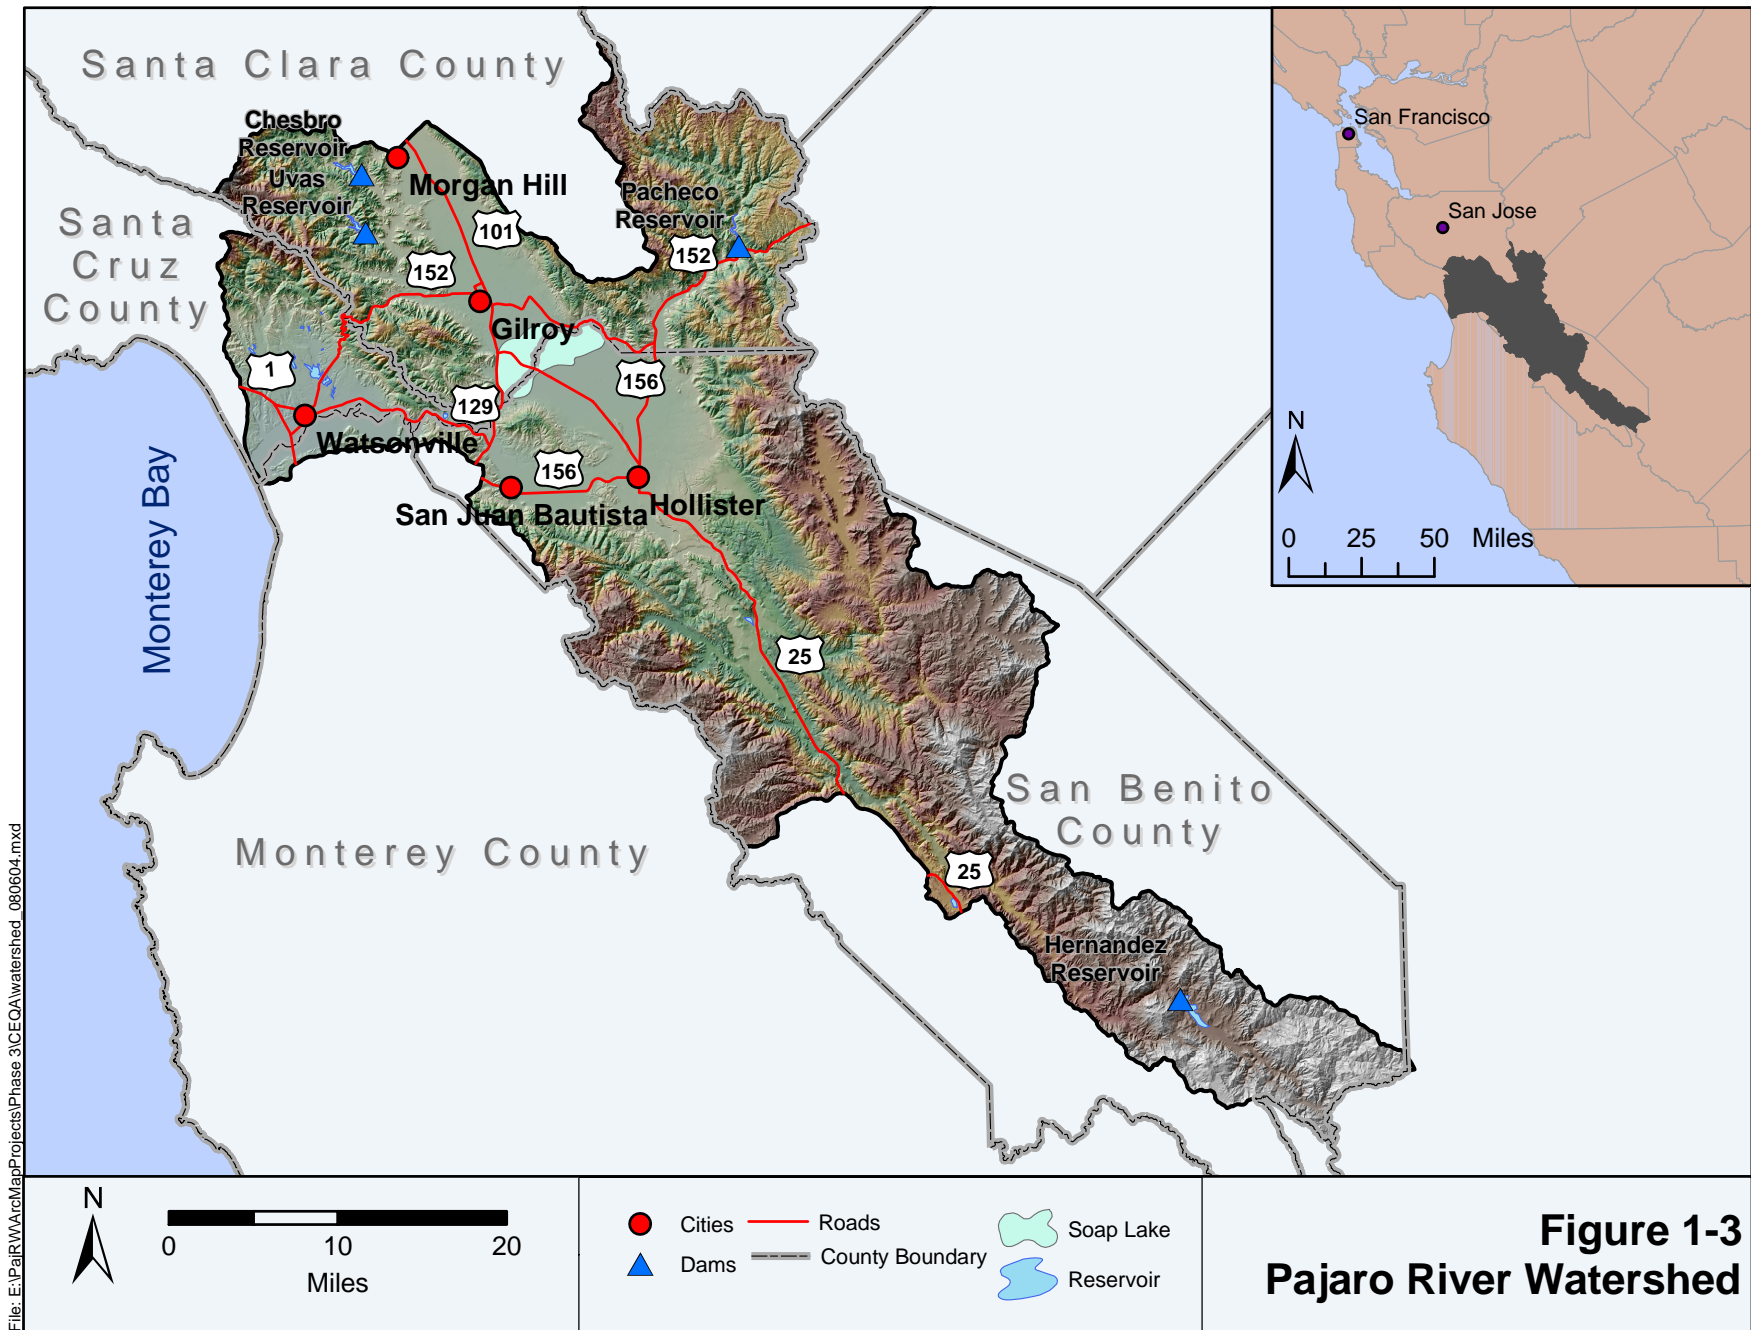 Santa Clara County
Chesbro
Reservoir
Uvas
Reservoir
Morgan Hill
Pacheco
Reservoir
101
152
152
Santa
Cruz
County
Gilroy
1
156
129
Watsonville
156
San Juan Bautista
Hollister
Monterey Bay
25
San Benito
County
Monterey County
25
Hernandez
Reservoir
San Francisco
San Jose
N
0 25 50 Miles
N
0 10 20
Miles
Cities
Dams
Roads
County Boundary
Soap Lake
Reservoir
Figure 1-3
Pajaro River Watershed
File: E:\PajRW\ArcMapProjects\Phase 3\CEQA\watershed_080604.mxd